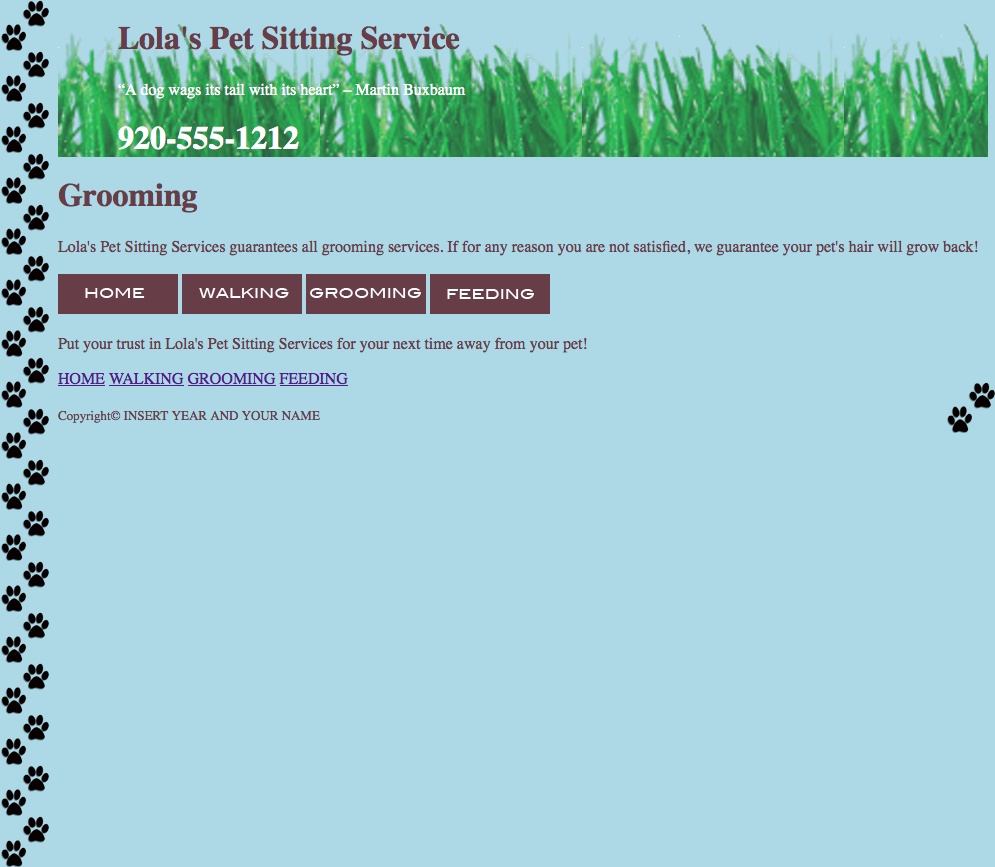 Lola's Pet Sitting Service
“A dog wags its tail with its heart” – Martin Buxbaum
920-555-1212
Grooming
Lola's Pet Sitting Services guarantees all grooming services. If for any reason you are not satisfied, we guarantee your pet's hair will grow back!
HOME WALKING GROOMING FEEDING
Put your trust in Lola's Pet Sitting Services for your next time away from your pet!
HOME WALKING GROOMING FEEDING
Copyright© INSERT YEAR AND YOUR NAME